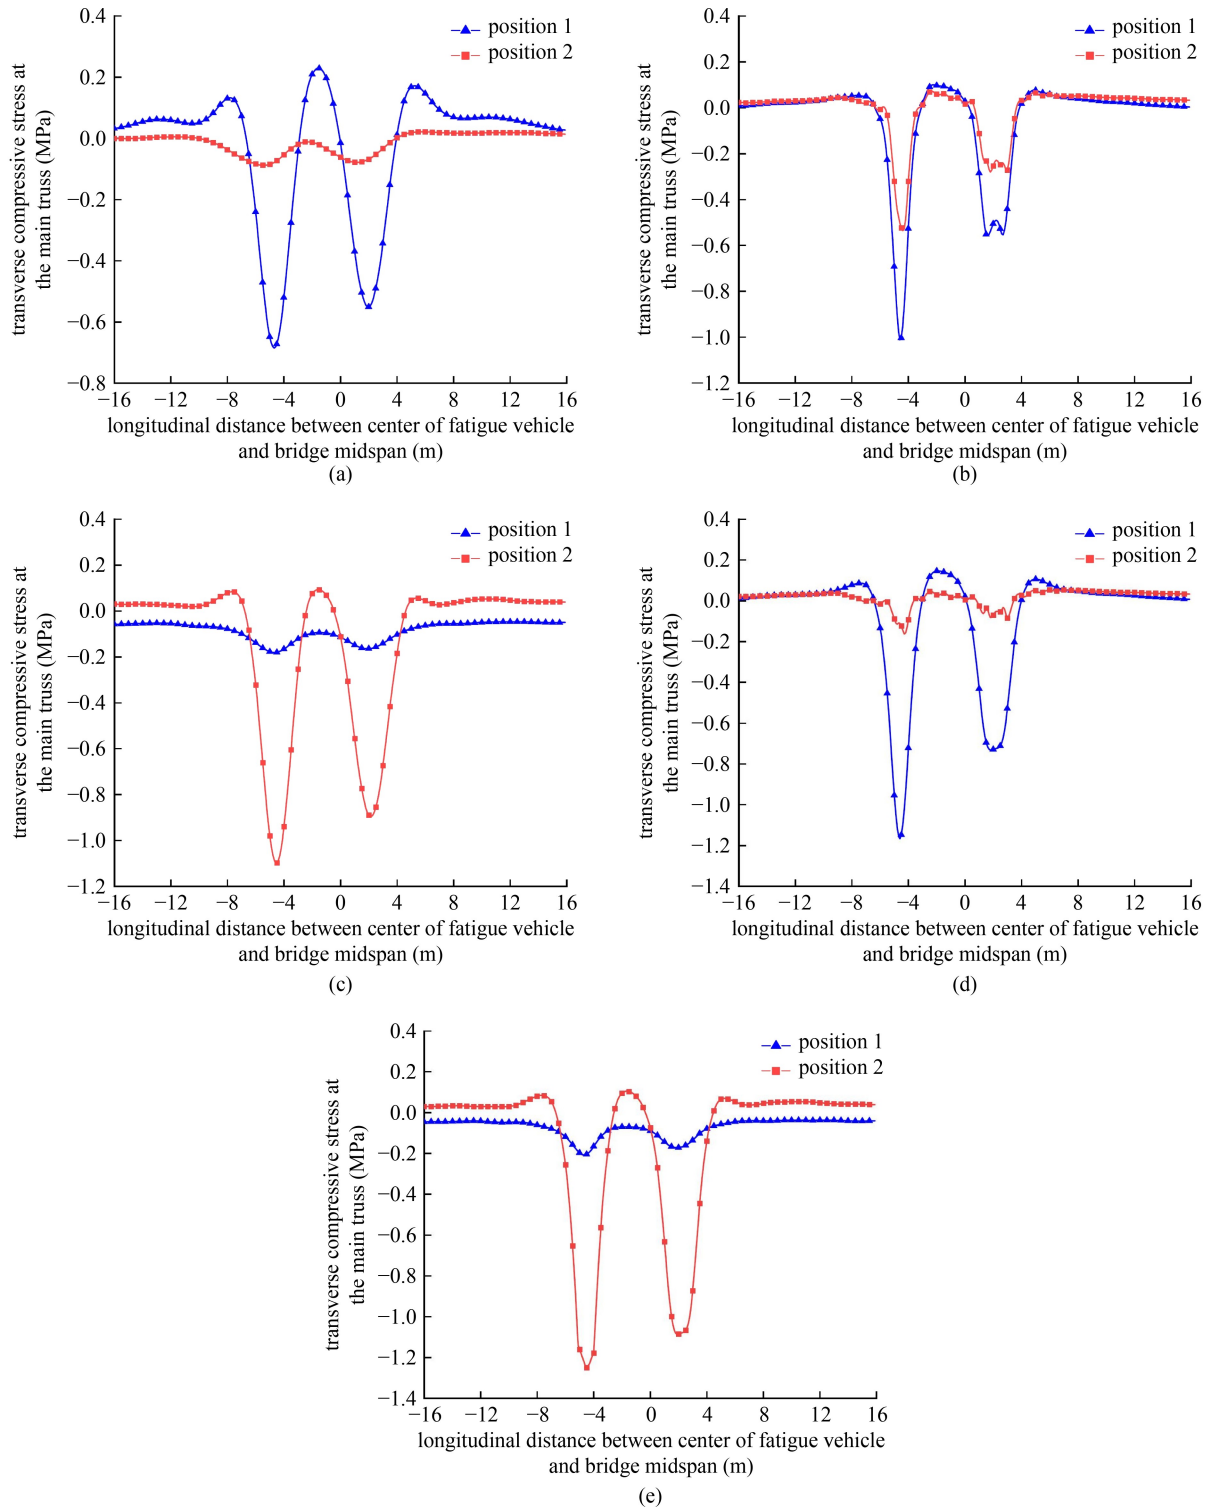 transverse compressive stress at
the main truss (MPa)
0.4
0.2
0.0
−0.2
−0.4
−0.6
−0.8
position 1
position 2
−16 −12 −8 −4 0 4 8 12 16
longitudinal distance between center of fatigue vehicle
and bridge midspan (m)
(a)
transverse compressive stress at
the main truss (MPa)
0.4
0.2
0.0
−0.2
−0.4
−0.6
−0.8
−1.0
−1.2
position 1
position 2
−16 −12 −8 −4 0 4 8 12 16
longitudinal distance between center of fatigue vehicle
and bridge midspan (m)
(b)
transverse compressive stress at
the main truss (MPa)
0.4
0.2
0.0
−0.2
−0.4
−0.6
−0.8
−1.0
−1.2
position 1
position 2
−16 −12 −8 −4 0 4 8 12 16
longitudinal distance between center of fatigue vehicle
and bridge midspan (m)
(c)
transverse compressive stress at
the main truss (MPa)
0.4
0.2
0.0
−0.2
−0.4
−0.6
−0.8
−1.0
−1.2
−1.4
position 1
position 2
−16 −12 −8 −4 0 4 8 12 16
longitudinal distance between center of fatigue vehicle
and bridge midspan (m)
(d)
transverse compressive stress at
the main truss (MPa)
0.4
0.2
0.0
−0.2
−0.4
−0.6
−0.8
−1.0
−1.2
−1.4
position 1
position 2
−16 −12 −8 −4 0 4 8 12 16
longitudinal distance between center of fatigue vehicle
and bridge midspan (m)
(e)